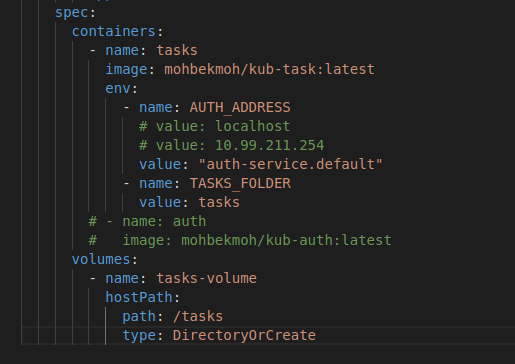 spec:
containers:
- name: tasks
image: mohbekmoh/kub-task:latest
env:
- name: AUTH_ADDRESS
# value: localhost
# value: 10.99.211.254
value: "auth-service.default"
- name: TASKS_FOLDER
value: tasks
# - name: auth
#   image: mohbekmoh/kub-auth:latest
volumes:
- name: tasks-volume
hostPath:
path: /tasks
type: DirectoryOrCreate